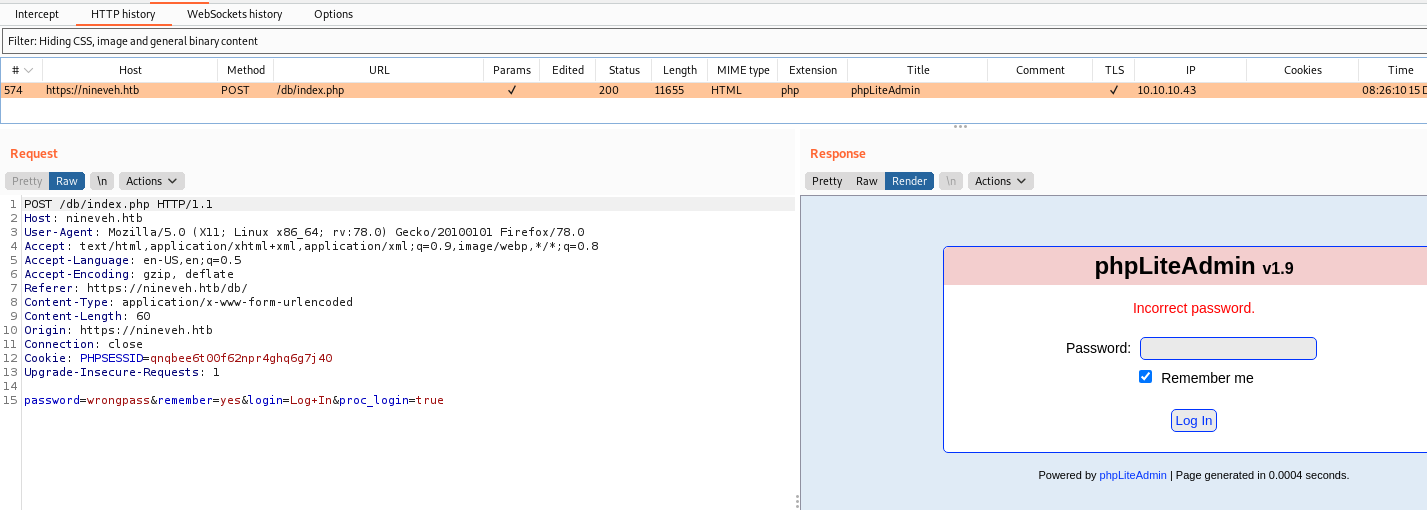 Intercept HTTP history WebSockets history Options
Filter: Hiding CSS, image and general binary content
# Host Method URL Params Edited Status Length MIME type Extension Title Comment TLS IP Cookies Time
574 https://nineveh.htb POST /db/index.php ✓ 200 11655 HTML php phpLiteAdmin ✓ 10.10.10.43 08:26:10 15 D
Request
Pretty Raw \n Actions
1 POST /db/index.php HTTP/1.1
2 Host: nineveh.htb
3 User-Agent: Mozilla/5.0 (X11; Linux x86_64; rv:78.0) Gecko/20100101 Firefox/78.0
4 Accept: text/html,application/xhtml+xml,application/xml;q=0.9,image/webp,*/*;q=0.8
5 Accept-Language: en-US,en;q=0.5
6 Accept-Encoding: gzip, deflate
7 Referer: https://nineveh.htb/db/
8 Content-Type: application/x-www-form-urlencoded
9 Content-Length: 60
10 Origin: https://nineveh.htb
11 Connection: close
12 Cookie: PHPSESSID=qnqbee6t00f62npr4ghq6g7j40
13 Upgrade-Insecure-Requests: 1
14
15 password=wrongpass&remember=yes&login=Log+In&proc_login=true
Response
Pretty Raw Render \n Actions
phpLiteAdmin v1.9
Incorrect password.
Password:
Remember me
Log In
Powered by phpLiteAdmin | Page generated in 0.0004 seconds.